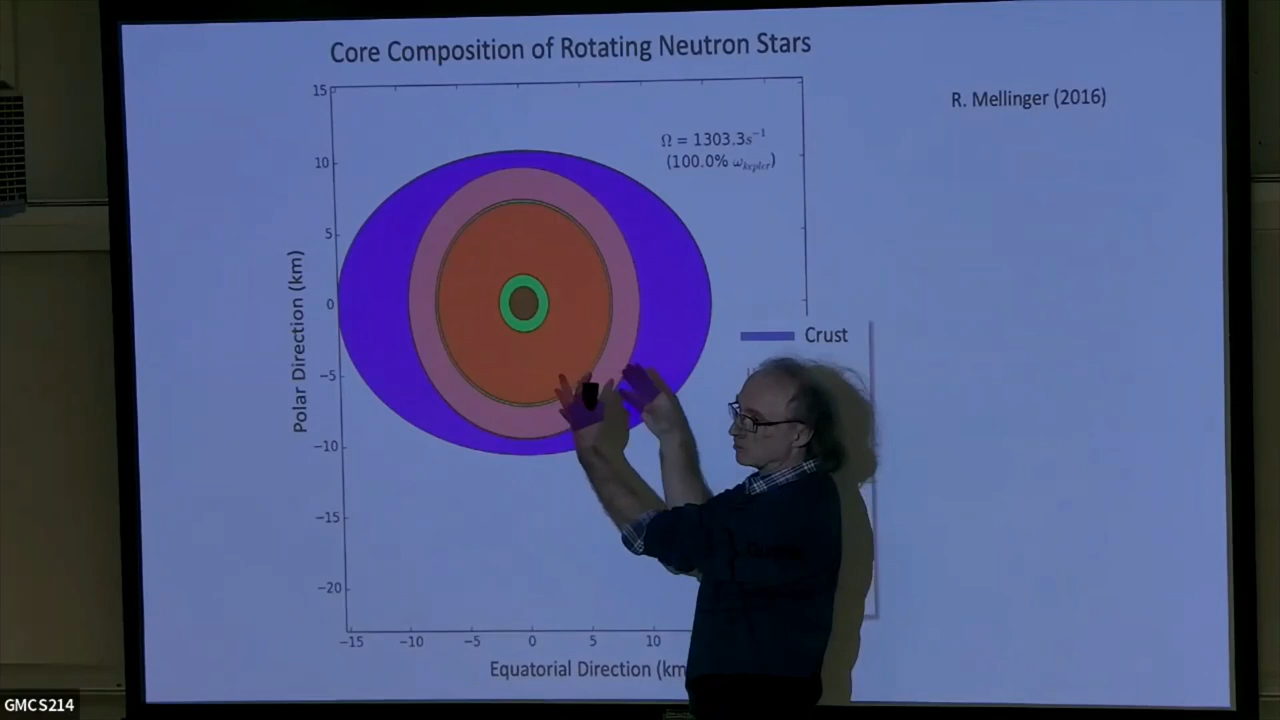 Core Composition of Rotating Neutron Stars
R. Mellinger (2016)
Ω = 1303.3s⁻¹
(100.0% ω_kepler)
15
10
5
0
−5
−10
−15
−20
Polar Direction (km)
Crust
−15
−10
−5
0
5
10
Equatorial Direction (km
GMCS214